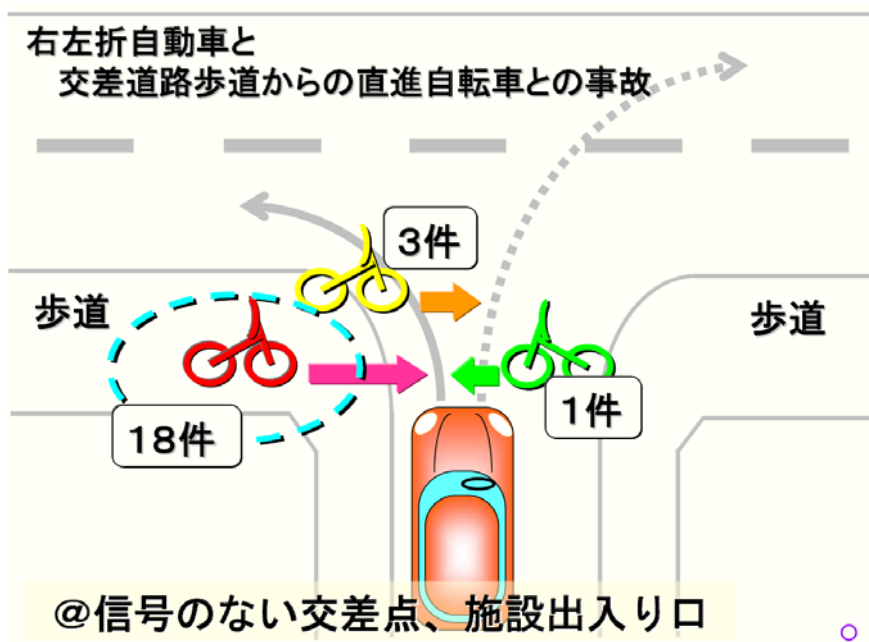 右左折自動車と
交差道路歩道からの直進自転車との事故
3件
歩道
歩道
18件
1件
@信号のない交差点、施設出入り口